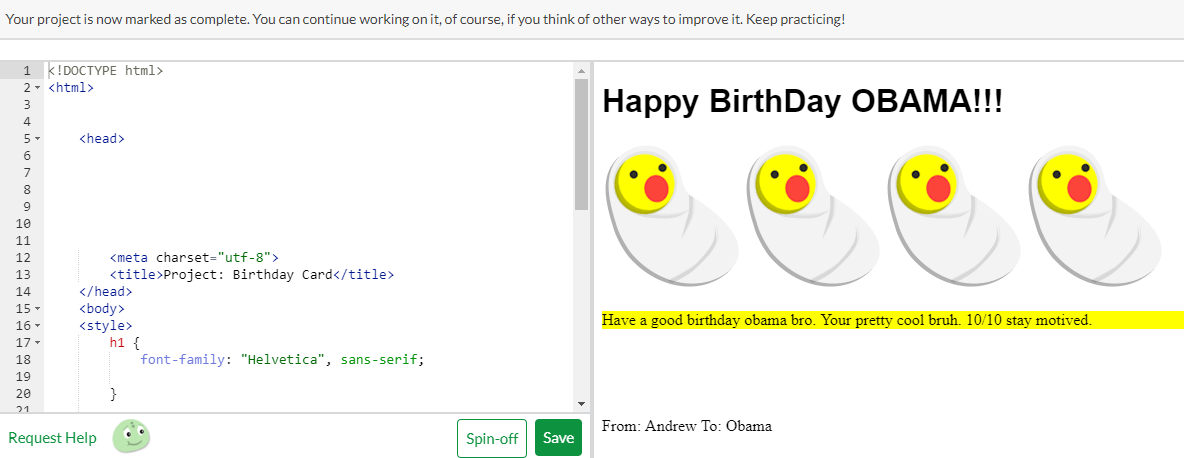 Your project is now marked as complete. You can continue working on it, of course, if you think of other ways to improve it. Keep practicing!
1 <!DOCTYPE html>
2 <html>
3
4
5 <head>
6
7
8
9
10
11
12 <meta charset="utf-8">
13 <title>Project: Birthday Card</title>
14 </head>
15 <body>
16 <style>
17 h1 {
18 font-family: "Helvetica", sans-serif;
19
20 }
21
Request Help
Spin-off
Save
Happy BirthDay OBAMA!!!
Have a good birthday obama bro. Your pretty cool bruh. 10/10 stay motived.
From: Andrew To: Obama